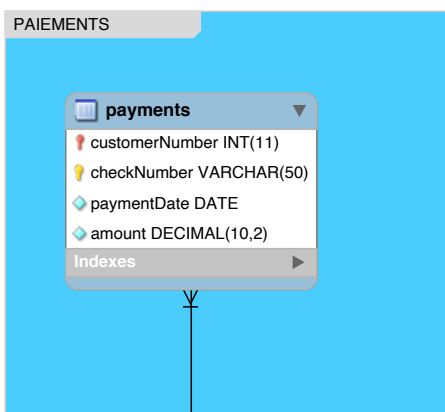 PAIEMENTS
payments
customerNumber INT(11)
checkNumber VARCHAR(50)
paymentDate DATE
amount DECIMAL(10,2)
Indexes